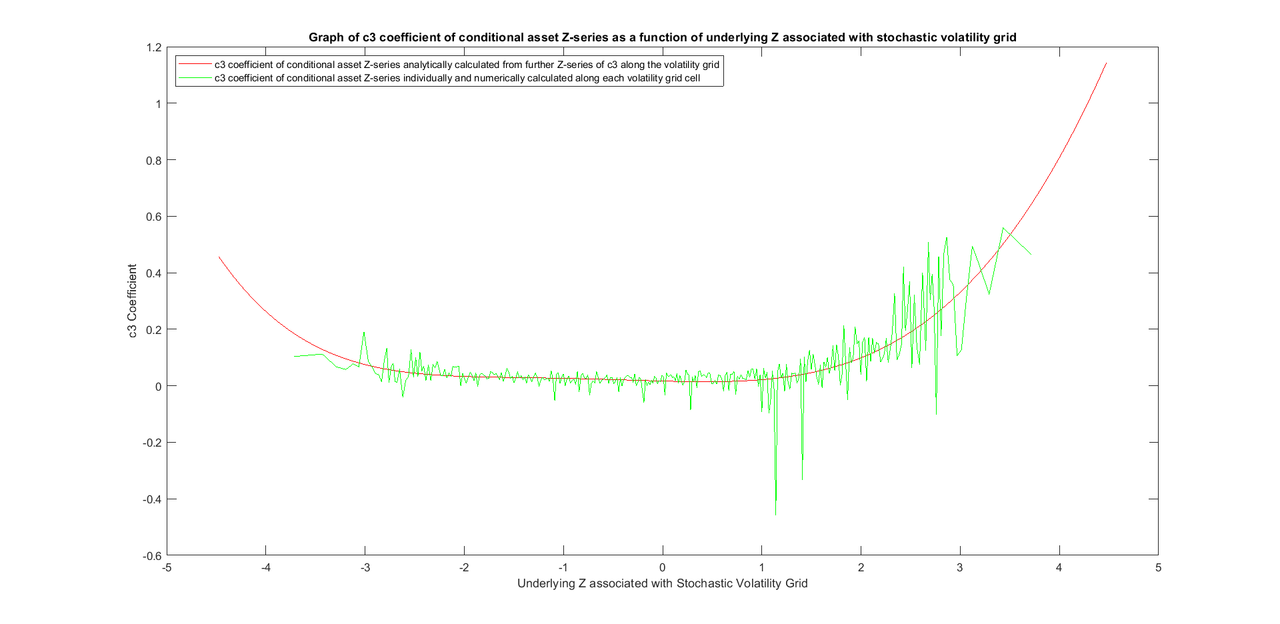 Graph of c3 coefficient of conditional asset Z-series as a function of underlying Z associated with stochastic volatility grid
1.2
c3 coefficient of conditional asset Z-series analytically calculated from further Z-series of c3 along the volatility grid
c3 coefficient of conditional asset Z-series individually and numerically calculated along each volatility grid cell
1
0.8
0.6
0.4
c3 Coefficient
0.2
0
-0.2
-0.4
-0.6
-5 -4 -3 -2 -1 0 1 2 3 4 5
Underlying Z associated with Stochastic Volatility Grid